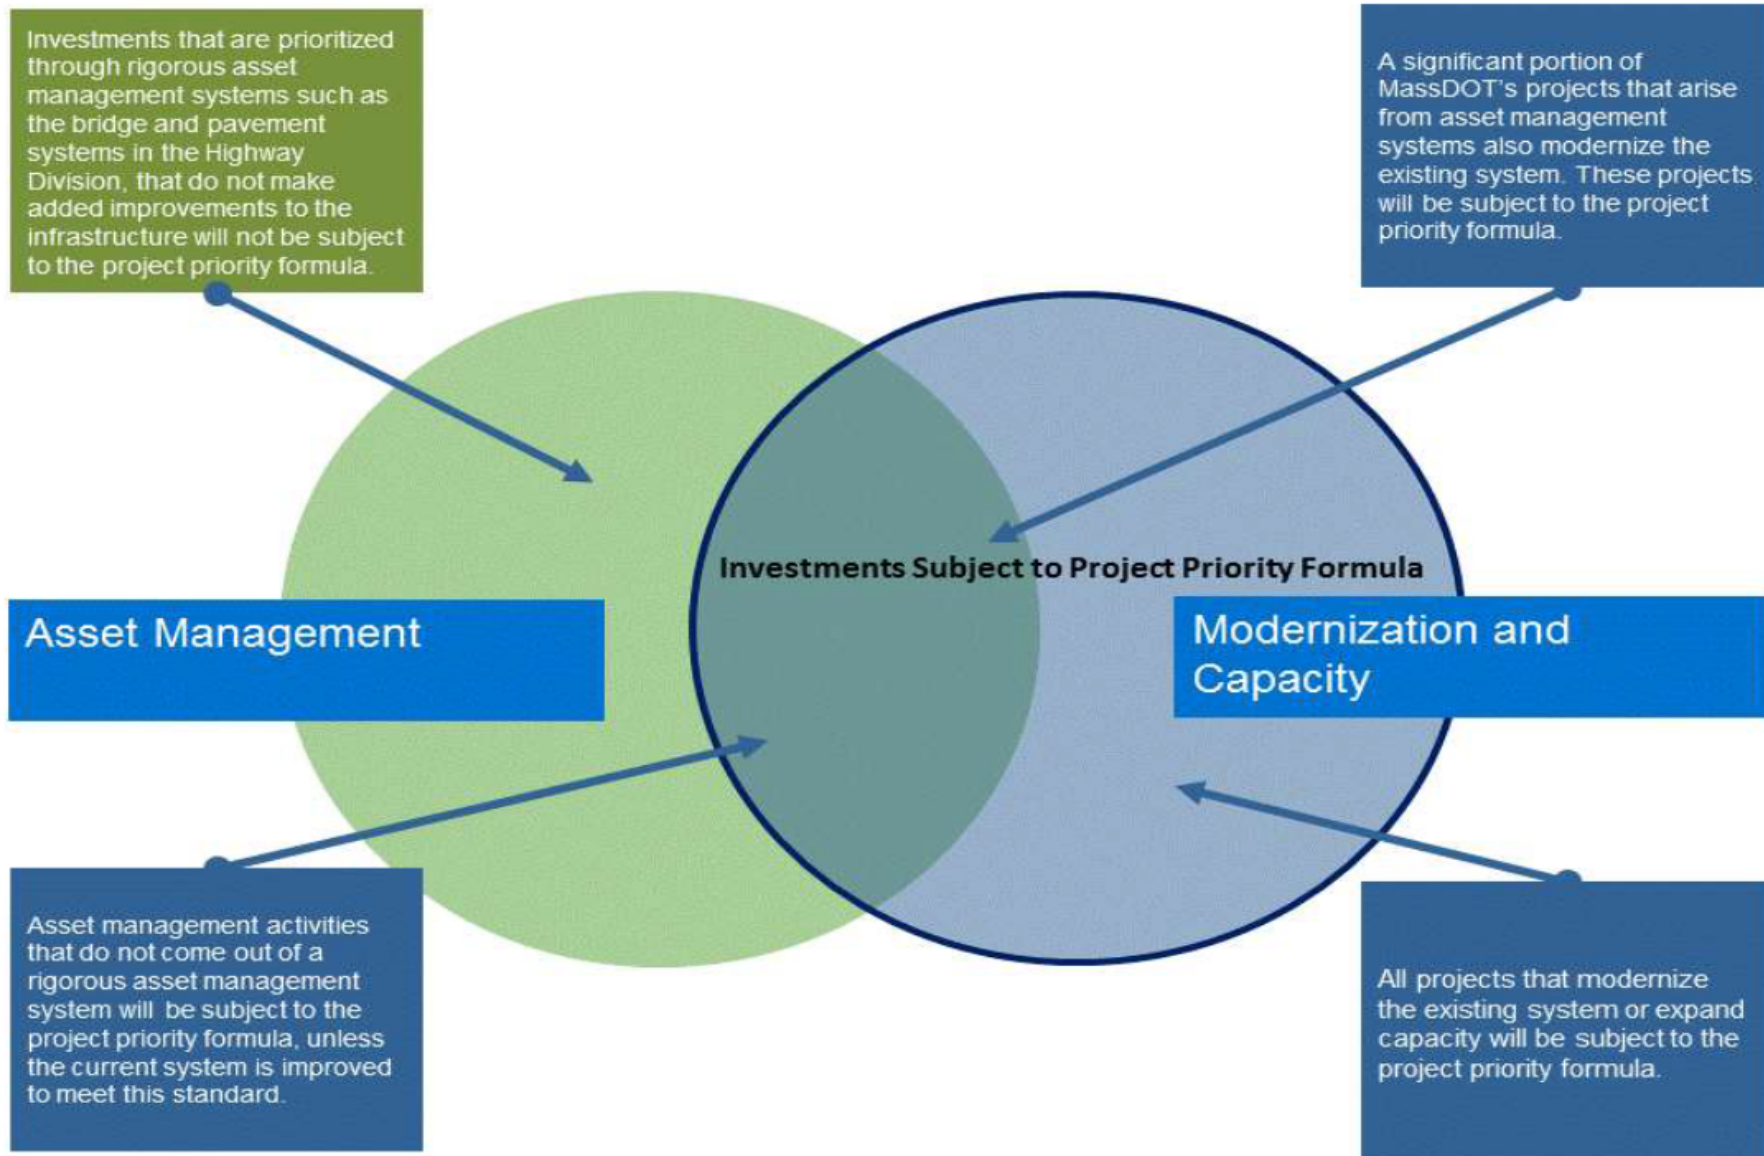 Investments that are prioritized
through rigorous asset
management systems such as
the bridge and pavement
systems in the Highway
Division, that do not make
added improvements to the
infrastructure will not be subject
to the project priority formula.
A significant portion of
MassDOT's projects that arise
from asset management
systems also modernize the
existing system. These projects
will be subject to the project
priority formula.
Investments Subject to Project Priority Formula
Asset Management
Modernization and
Capacity
Asset management activities
that do not come out of a
rigorous asset management
system will be subject to the
project priority formula, unless
the current system is improved
to meet this standard.
All projects that modernize
the existing system or expand
capacity will be subject to the
project priority formula.